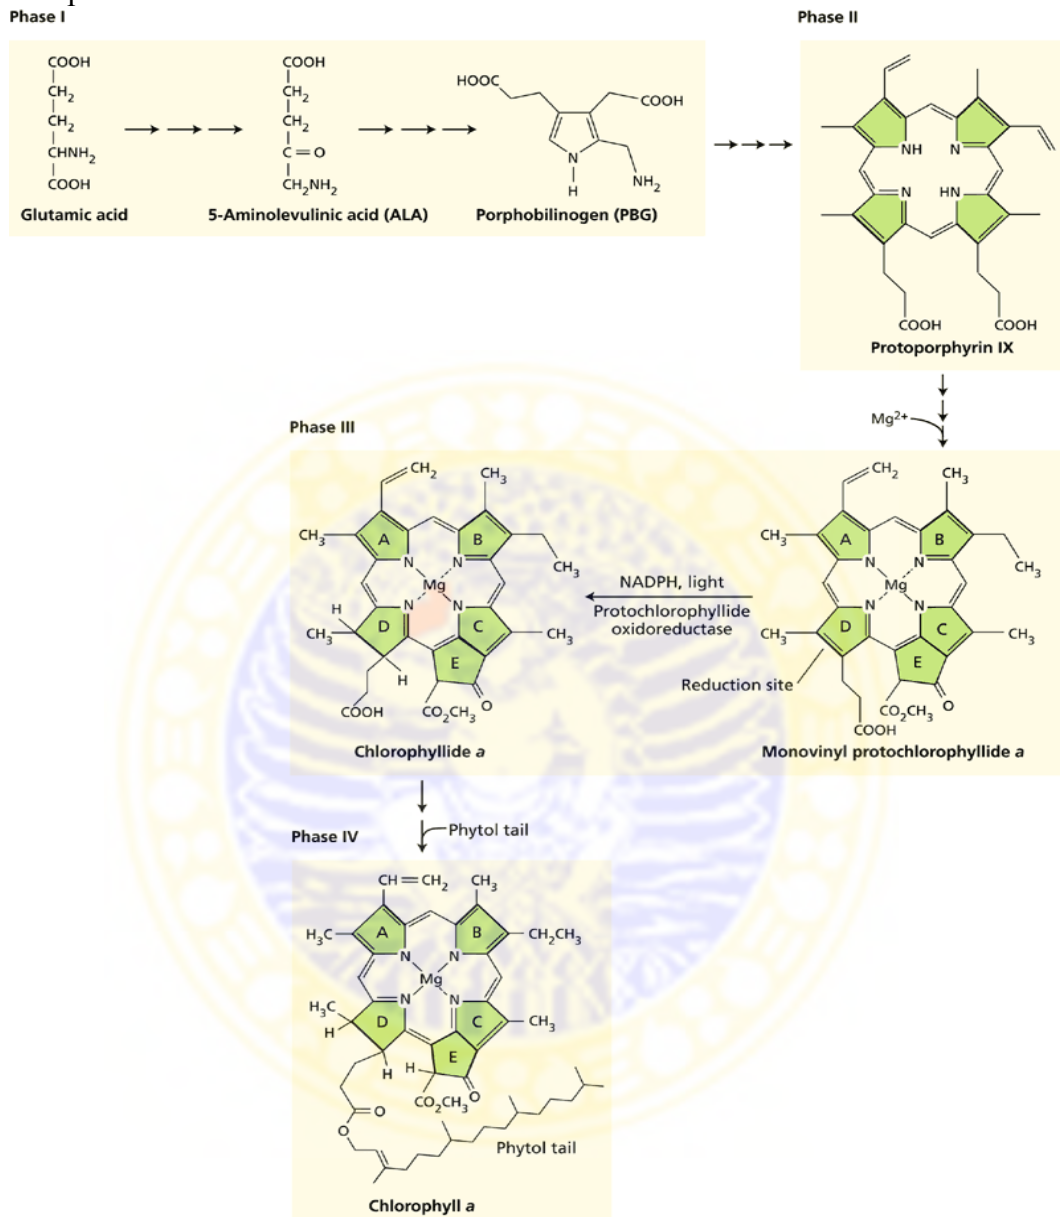 Phase I
COOH
CH2
CH2
CHNH2
COOH
Glutamic acid
COOH
CH2
CH2
C=O
CH2NH2
5-Aminolevulinic acid (ALA)
HOOC
COOH
N
H
NH2
Porphobilinogen (PBG)
Phase II
NH
N
N
HN
COOH
COOH
Protoporphyrin IX
Mg2+
Phase III
CH2
CH3
CH3
A
B
N
N
CH3
Mg
H
N
N
D
C
CH3
CH3
E
H
COOH
CO2CH3
O
Chlorophyllide a
NADPH, light
Protochlorophyllide
oxidoreductase
CH2
CH3
CH3
A
B
N
N
CH3
Mg
N
N
D
C
CH3
CH3
E
Reduction site
O
CO2CH3
COOH
Monovinyl protochlorophyllide a
Phytol tail
Phase IV
CH=CH2
CH3
H3C
A
B
CH2CH3
N
N
Mg
N
N
H3C
D
C
CH3
H
E
H
H
O
CO2CH3
O
O
Phytol tail
Chlorophyll a